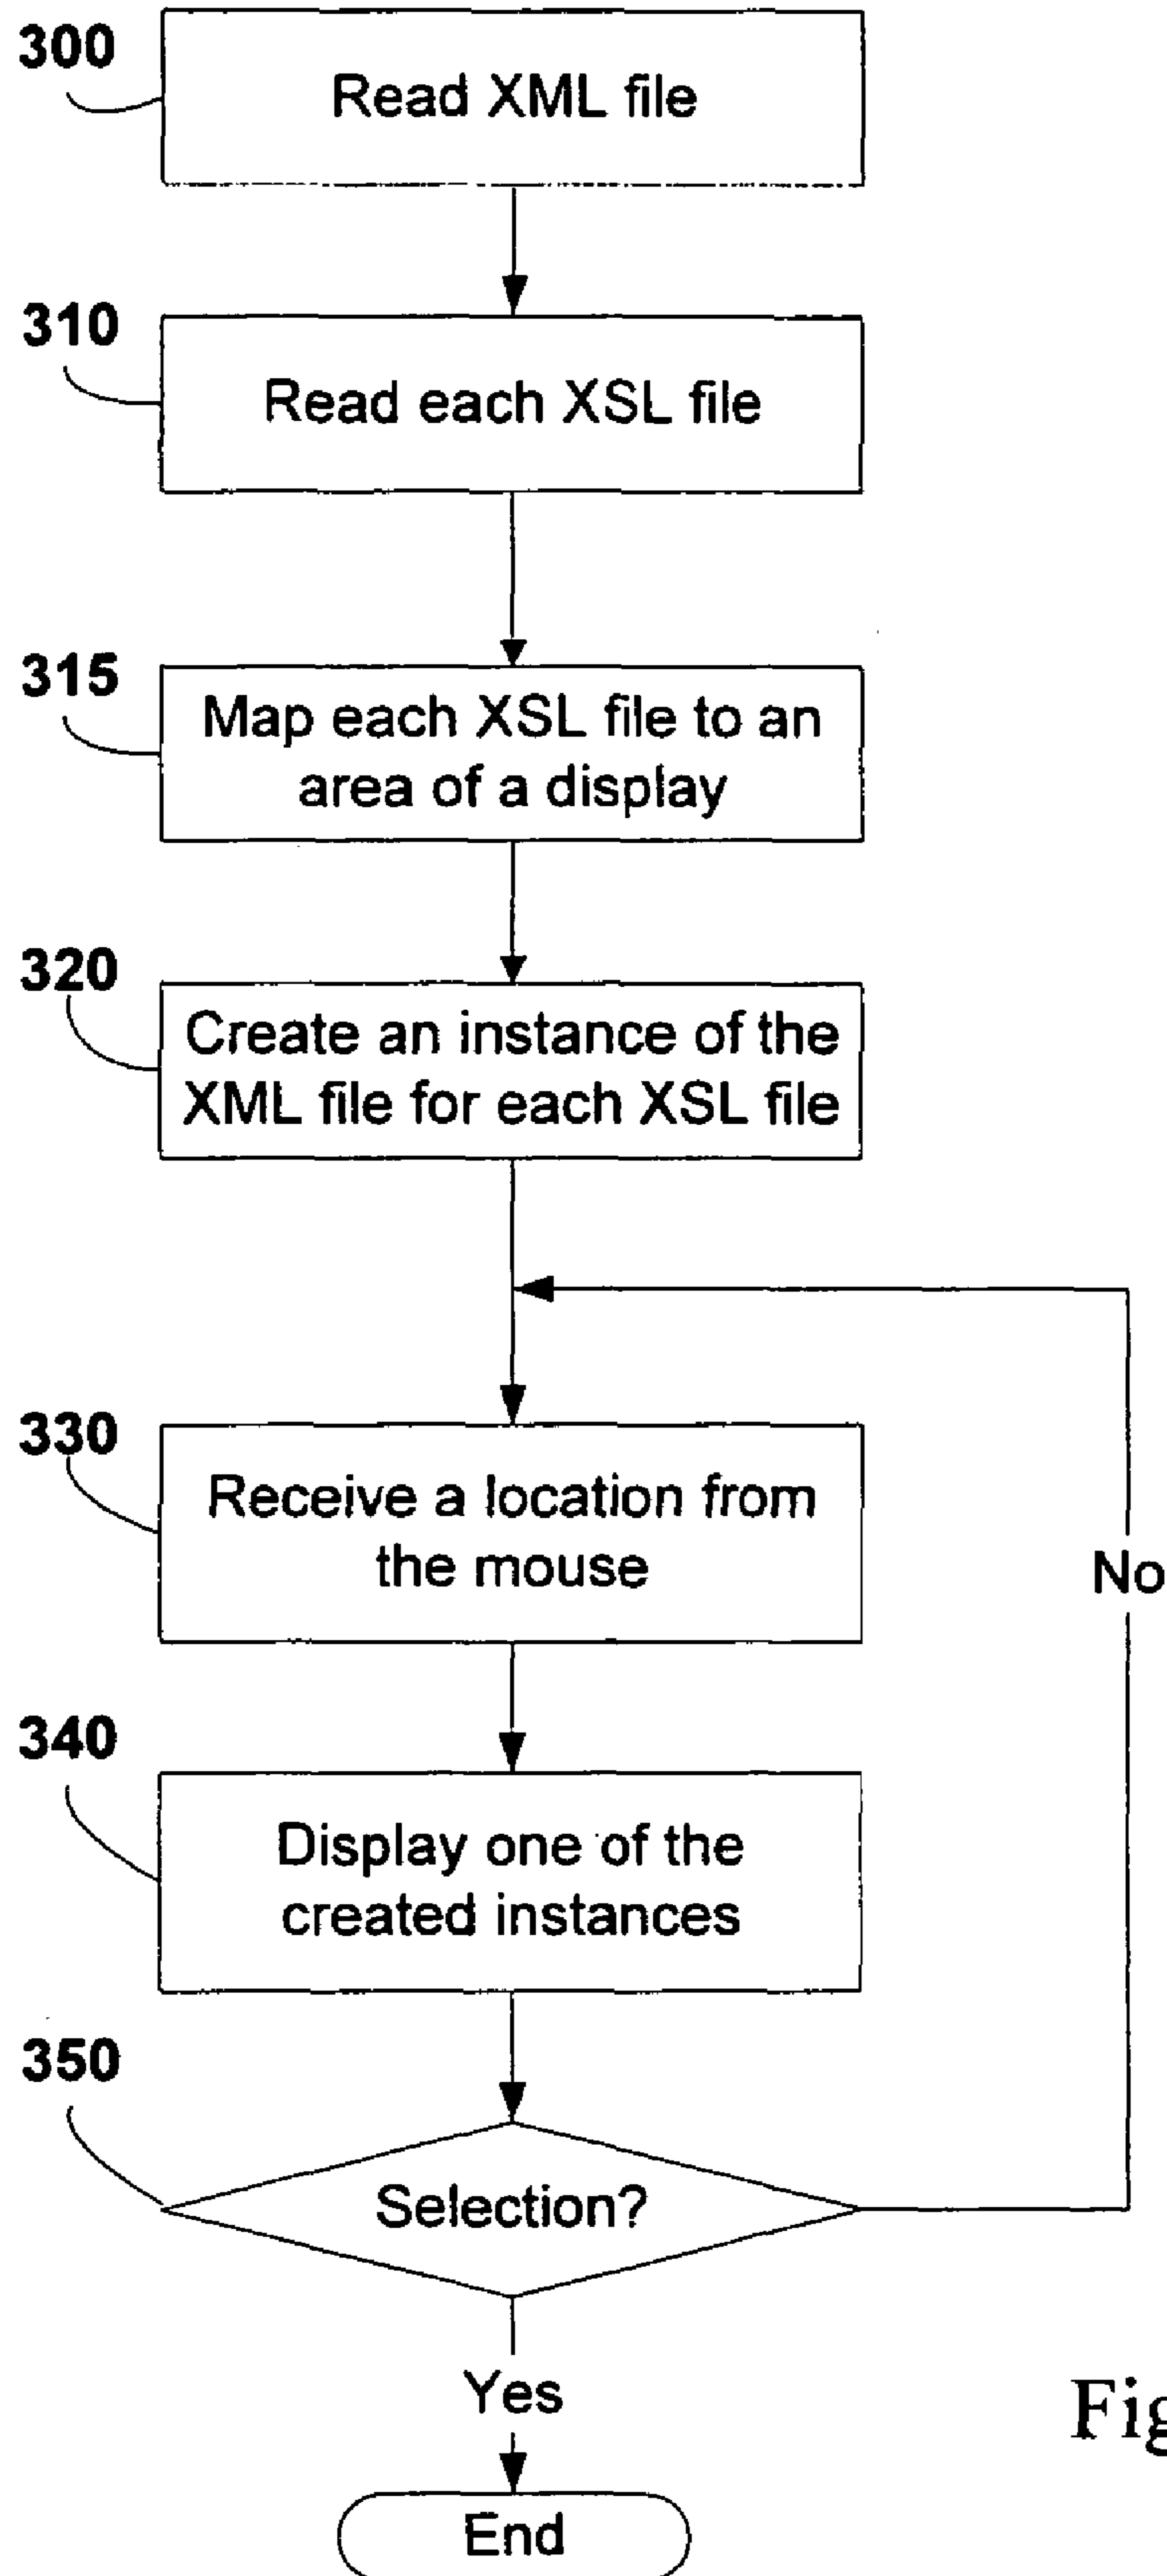 300
Read XML file
310
Read each XSL file
315
Map each XSL file to an
area of a display
320
Create an instance of the
XML file for each XSL file
330
Receive a location from
the mouse
No
340
Display one of the
created instances
350
Selection?
Yes
Fig
End